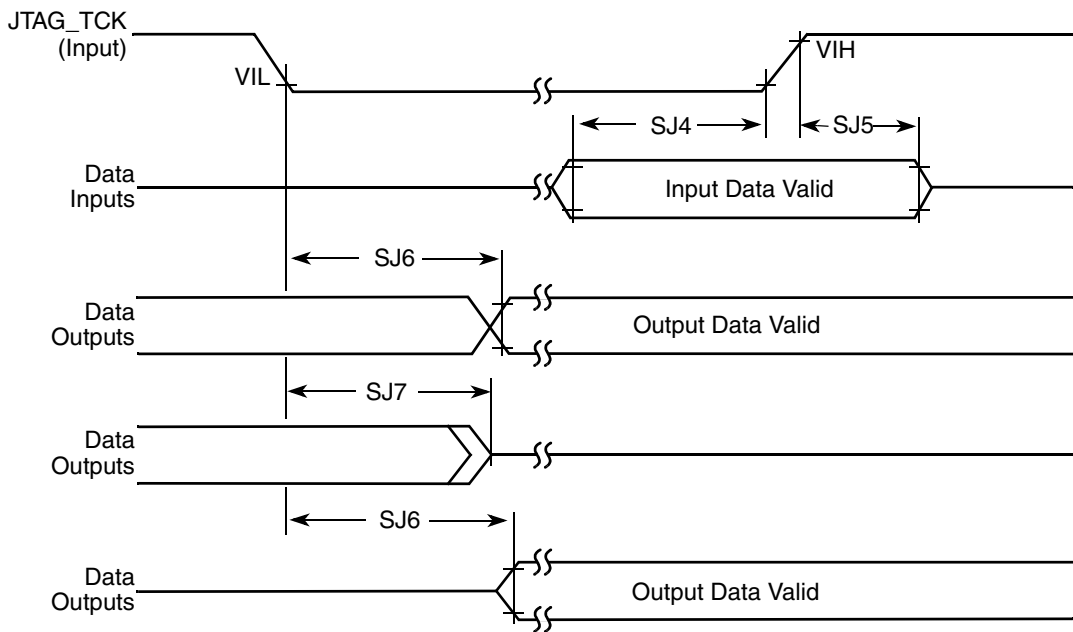 JTAG_TCK
(Input)
VIL
VIH
SJ4
SJ5
Data
Inputs
Input Data Valid
SJ6
Data
Outputs
Output Data Valid
SJ7
Data
Outputs
SJ6
Data
Outputs
Output Data Valid